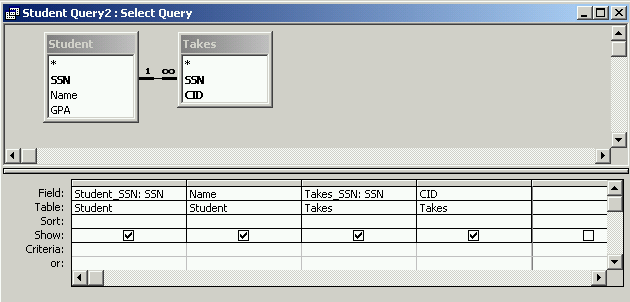 Student Query2 : Select Query
Student
*
SSN
Name
GPA
1 ∞
Takes
*
SSN
CID
Field: Student_SSN: SSN Name Takes_SSN: SSN CID
Table: Student Student Takes Takes
Sort:
Show:
Criteria:
or: